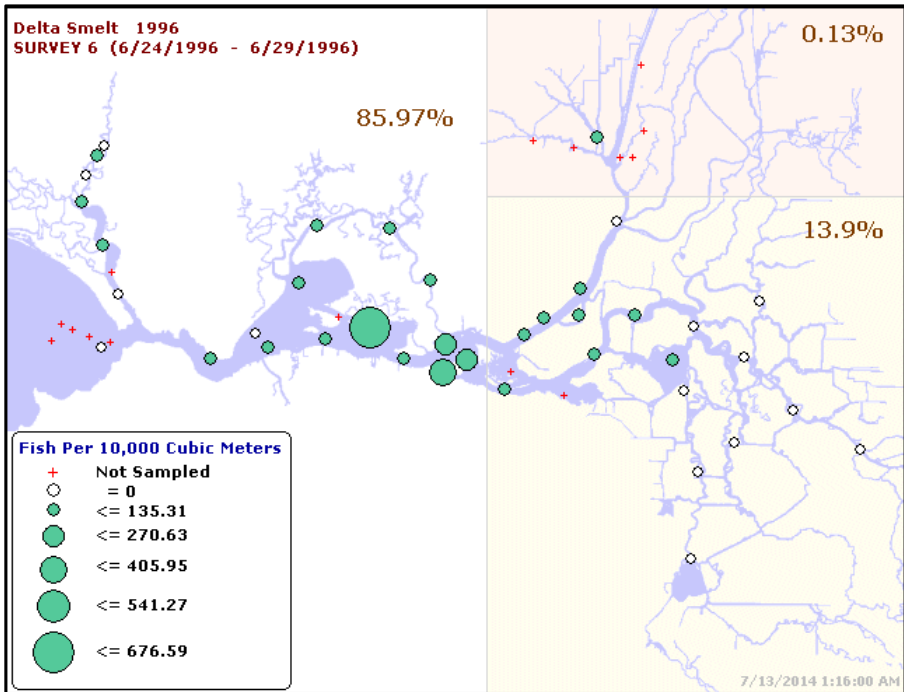 Delta Smelt 1996
SURVEY 6 (6/24/1996 - 6/29/1996)
0.13%
85.97%
13.9%
Fish Per 10,000 Cubic Meters
Not Sampled
= 0
<= 135.31
<= 270.63
<= 405.95
<= 541.27
<= 676.59
7/13/2014 1:16:00 AM